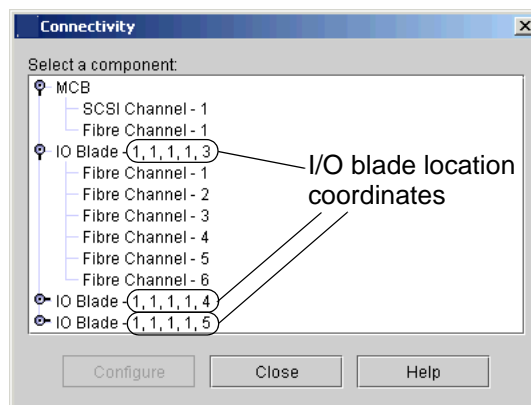 Connectivity
Select a component:
MCB
SCSI Channel - 1
Fibre Channel - 1
IO Blade - 1, 1, 1, 1, 3
Fibre Channel - 1
Fibre Channel - 2
Fibre Channel - 3
Fibre Channel - 4
Fibre Channel - 5
Fibre Channel - 6
IO Blade - 1, 1, 1, 1, 4
IO Blade - 1, 1, 1, 1, 5
I/O blade location
coordinates
Configure Close Help